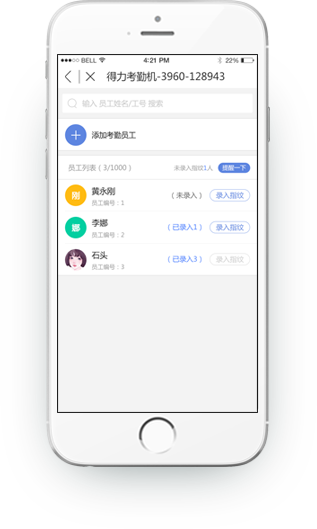 BELL 4:21 PM 22%
得力考勤机-3960-128943
输入 员工姓名/工号 搜索
添加考勤员工
员工列表（3/1000） 未录入指纹1人 提醒一下
刚 黄永刚 （未录入） 录入指纹
员工编号：1
娜 李娜 （已录入1） 录入指纹
员工编号：2
石头 （已录入3） 录入指纹
员工编号：3